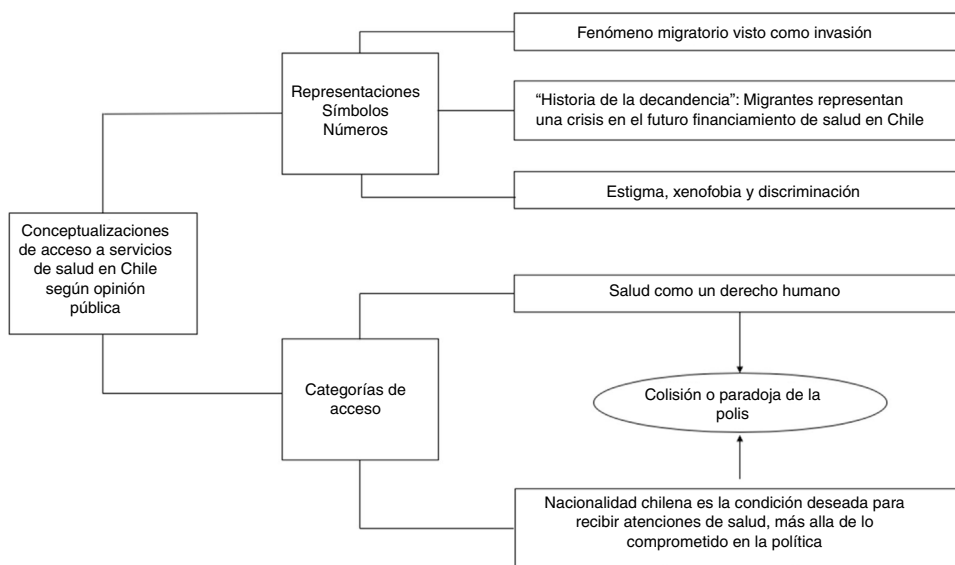 Conceptualizaciones
de acceso a servicios
de salud en Chile
según opinión
pública
Representaciones
Símbolos
Números
Fenómeno migratorio visto como invasión
“Historia de la decandencia”: Migrantes representan
una crisis en el futuro financiamiento de salud en Chile
Estigma, xenofobia y discriminación
Categorías de
acceso
Salud como un derecho humano
Colisión o paradoja de la
polis
Nacionalidad chilena es la condición deseada para
recibir atenciones de salud, más alla de lo
comprometido en la política